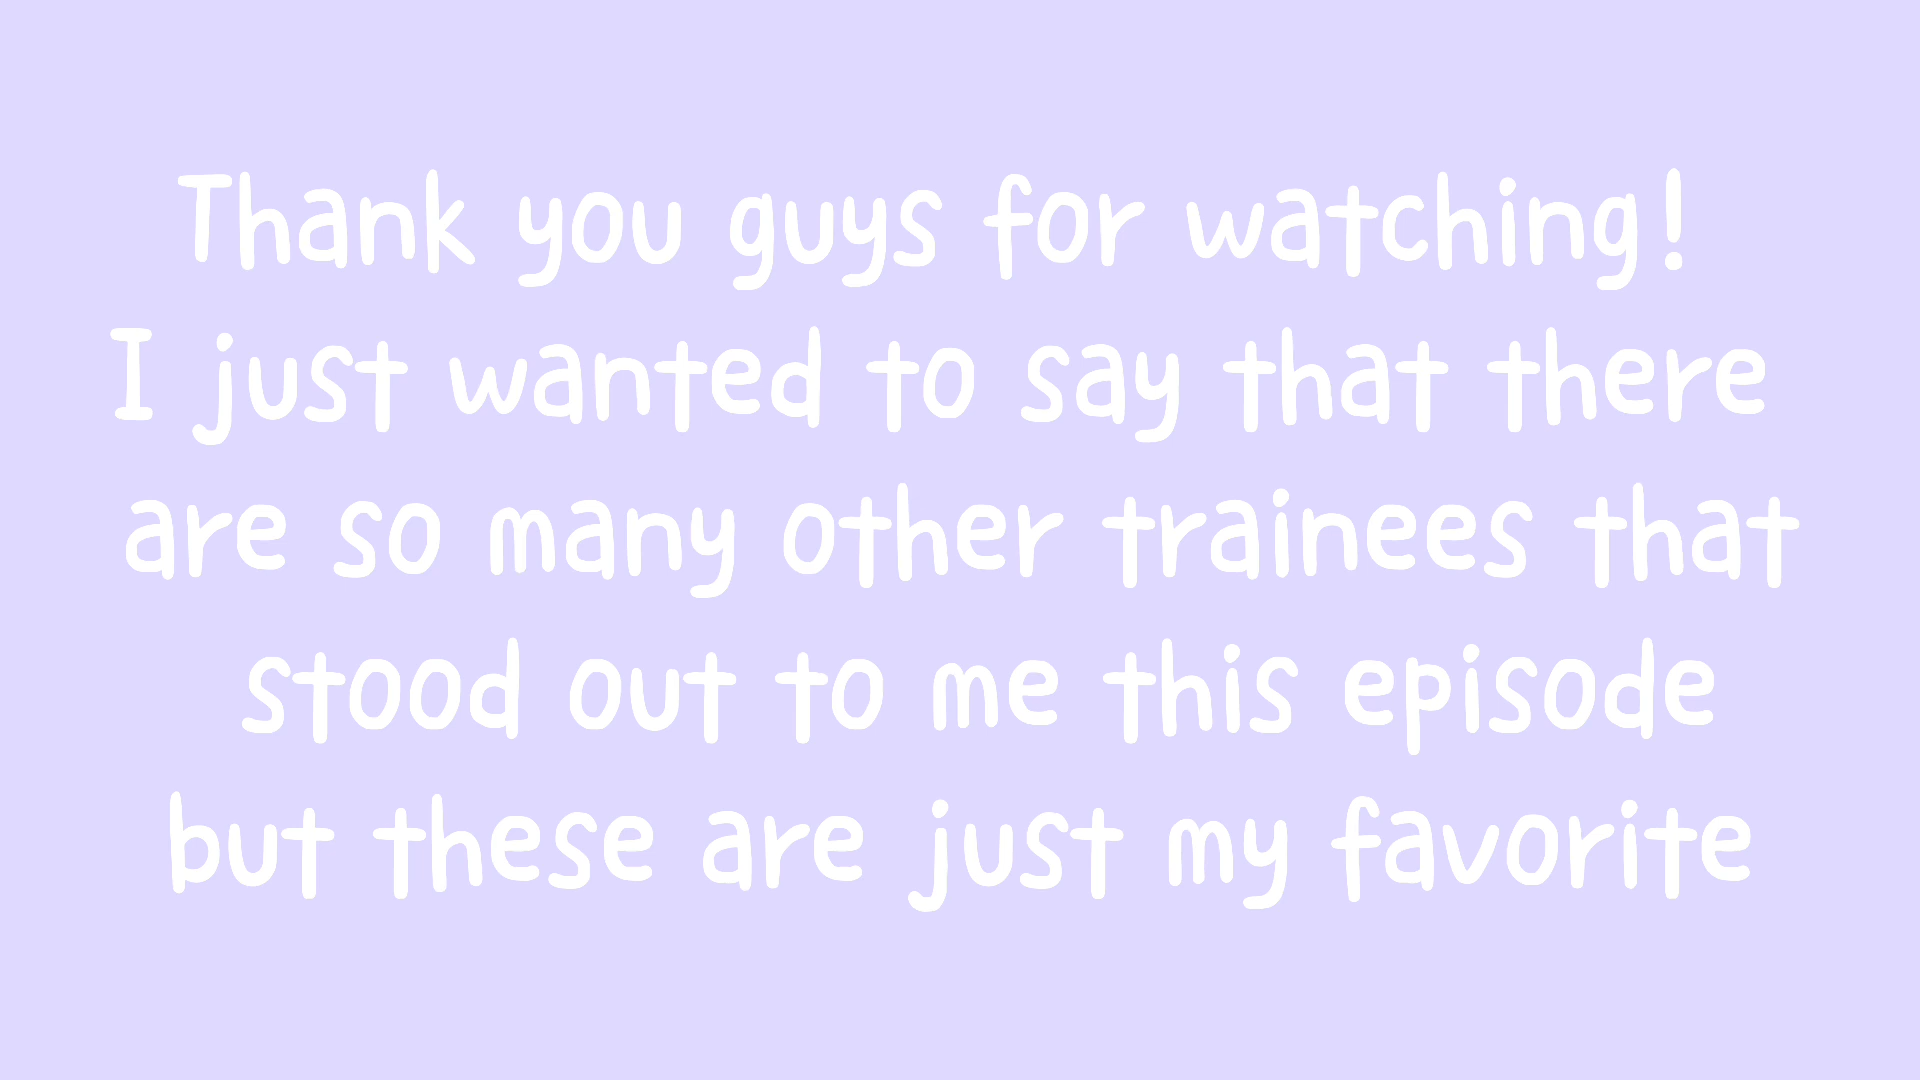 Thank you guys for watching!
I just wanted to say that there
are so many other trainees that
stood out to me this episode
but these are just my favorite